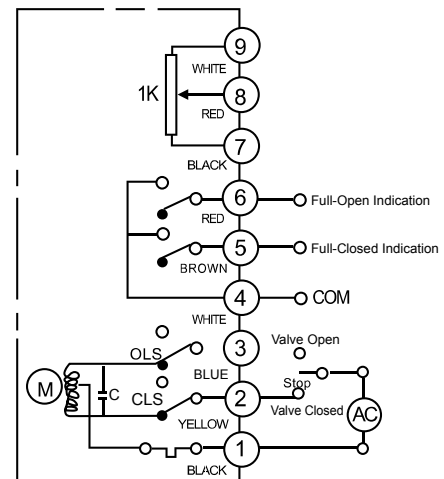 9
WHITE
1K
8
RED
7
BLACK
6
Full-Open Indication
RED
5
Full-Closed Indication
BROWN
4
COM
WHITE
OLS
3
Valve Open
BLUE
M
C
CLS
2
Stop
Valve Closed
AC
YELLOW
1
BLACK